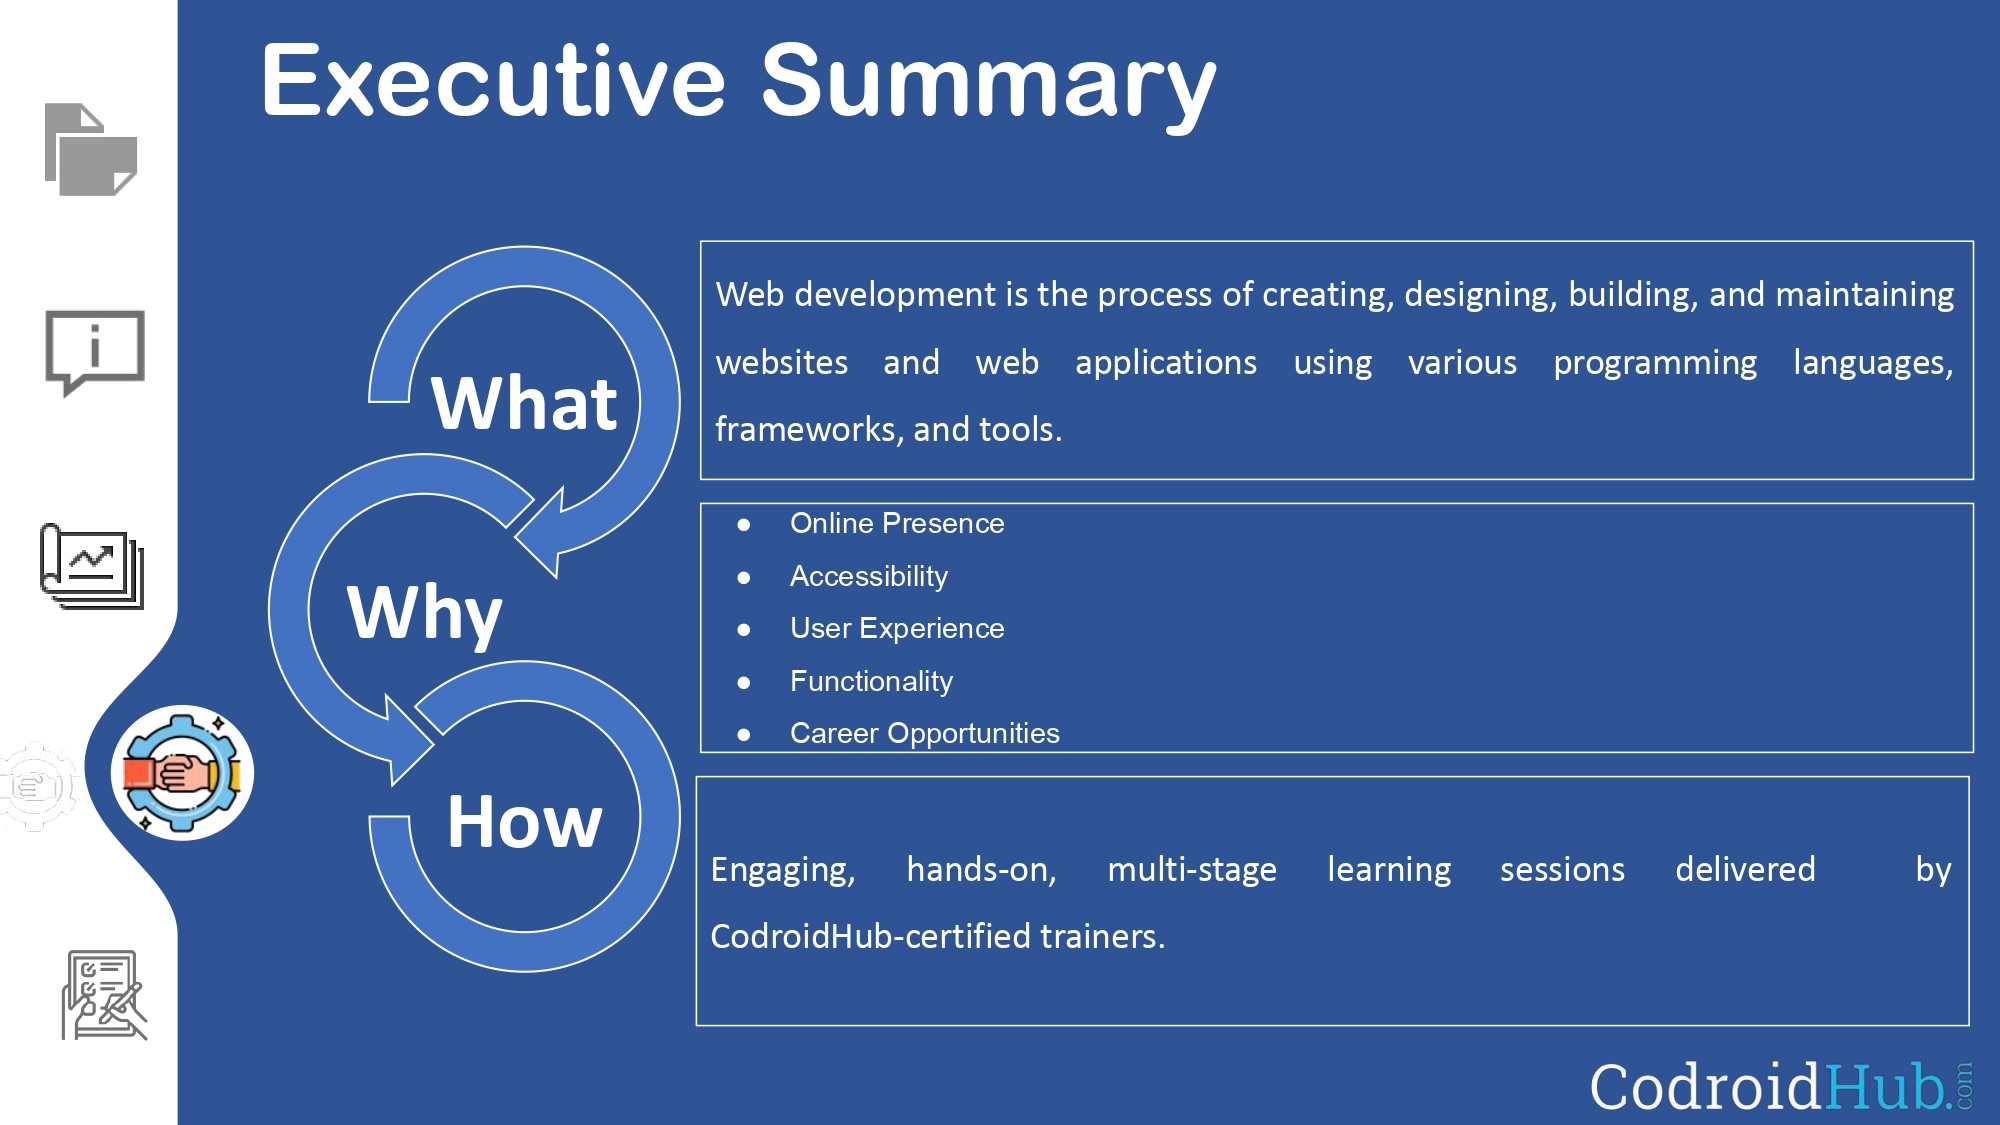 Executive Summary
What
Web development is the process of creating, designing, building, and maintaining
websites and web applications using various programming languages,
frameworks, and tools.
Why
● Online Presence
● Accessibility
● User Experience
● Functionality
● Career Opportunities
How
Engaging, hands-on, multi-stage learning sessions delivered by
CodroidHub-certified trainers.
CodroidHub.com